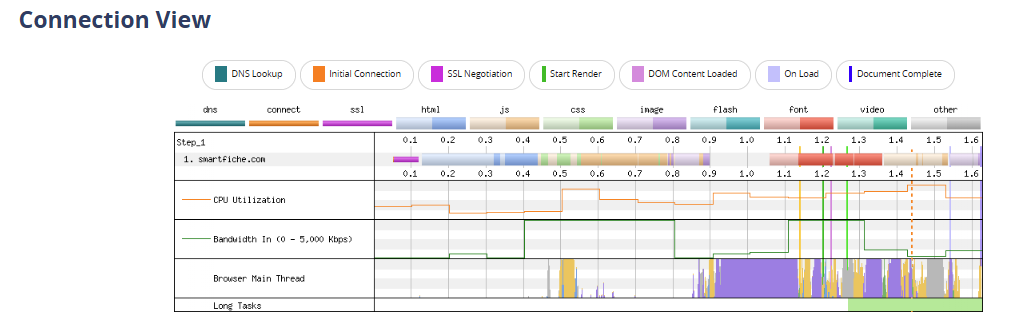 Connection View
DNS Lookup Initial Connection SSL Negotiation Start Render DOM Content Loaded On Load Document Complete
dns connect ssl html js css image flash font video other
Step_1 0.1 0.2 0.3 0.4 0.5 0.6 0.7 0.8 0.9 1.0 1.1 1.2 1.3 1.4 1.5 1.6
1. smartfiche.com
0.1 0.2 0.3 0.4 0.5 0.6 0.7 0.8 0.9 1.0 1.1 1.2 1.3 1.4 1.5 1.6
CPU Utilization
Bandwidth In (0 - 5,000 Kbps)
Browser Main Thread
Long Tasks